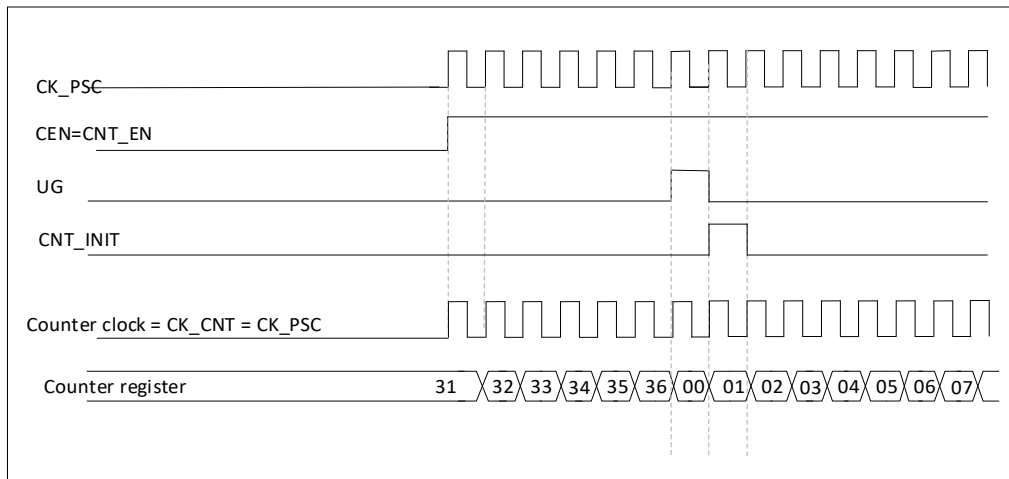 CK_PSC
CEN=CNT_EN
UG
CNT_INIT
Counter clock = CK_CNT = CK_PSC
Counter register 31 32 33 34 35 36 00 01 02 03 04 05 06 07